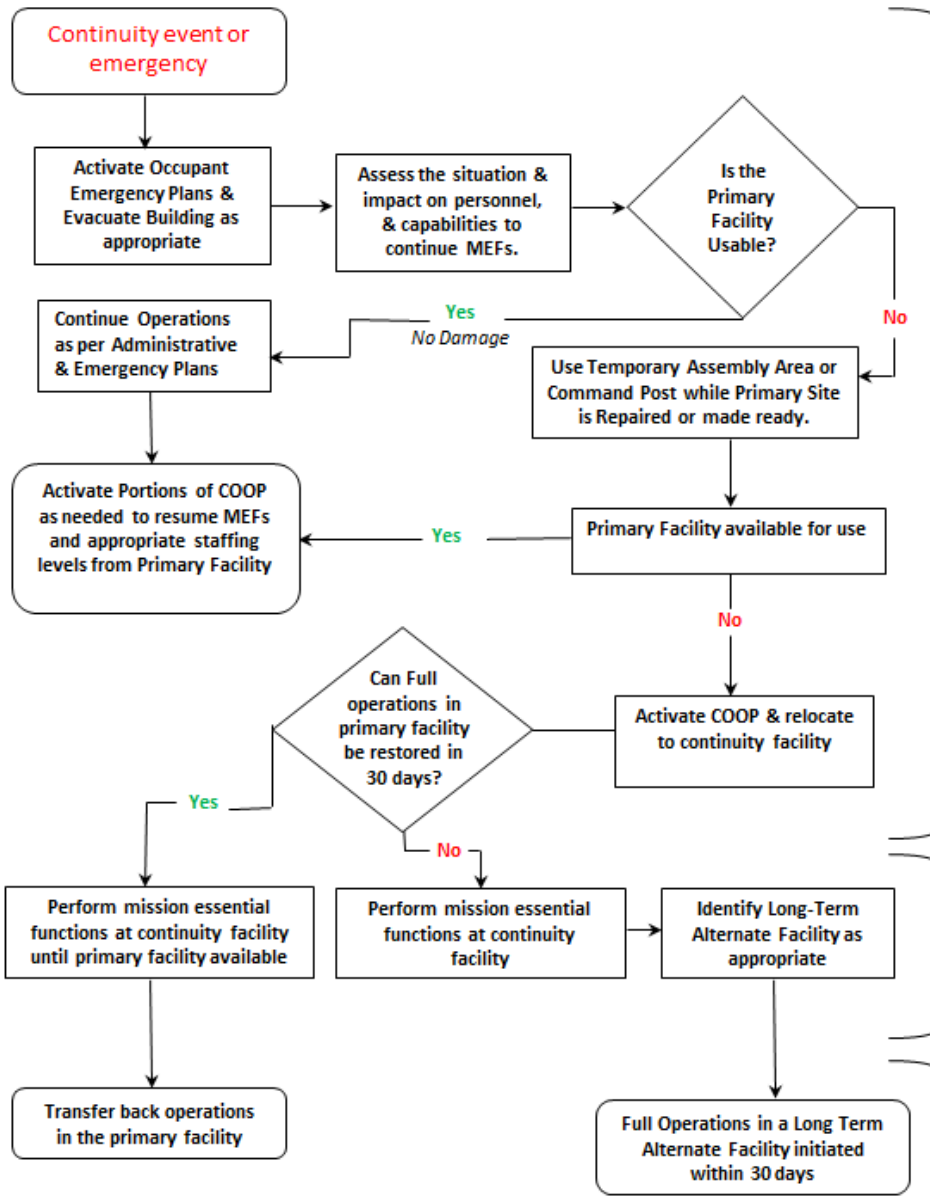 Continuity event or
emergency
Activate Occupant
Emergency Plans &
Evacuate Building as
appropriate
Assess the situation &
impact on personnel,
& capabilities to
continue MEFs.
Is the
Primary
Facility
Usable?
Yes
No Damage
No
Continue Operations
as per Administrative
& Emergency Plans
Use Temporary Assembly Area or
Command Post while Primary Site
is Repaired or made ready.
Activate Portions of COOP
as needed to resume MEFs
and appropriate staffing
levels from Primary Facility
Yes
Primary Facility available for use
No
Can Full
operations in
primary facility
be restored in
30 days?
Activate COOP & relocate
to continuity facility
Yes
No
Perform mission essential
functions at continuity facility
until primary facility available
Perform mission essential
functions at continuity
facility
Identify Long-Term
Alternate Facility as
appropriate
Transfer back operations
in the primary facility
Full Operations in a Long Term
Alternate Facility initiated
within 30 days